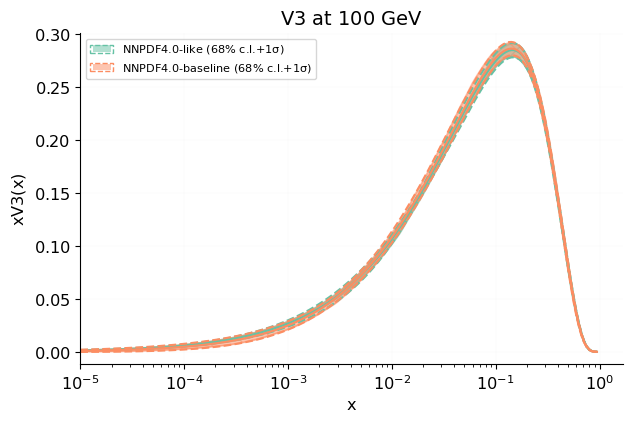 V3 at 100 GeV
NNPDF4.0-like (68% c.l.+1σ)
NNPDF4.0-baseline (68% c.l.+1σ)
0.30
0.25
0.20
0.15
0.10
0.05
0.00
xV3(x)
10⁻⁵ 10⁻⁴ 10⁻³ 10⁻² 10⁻¹ 10⁰
x